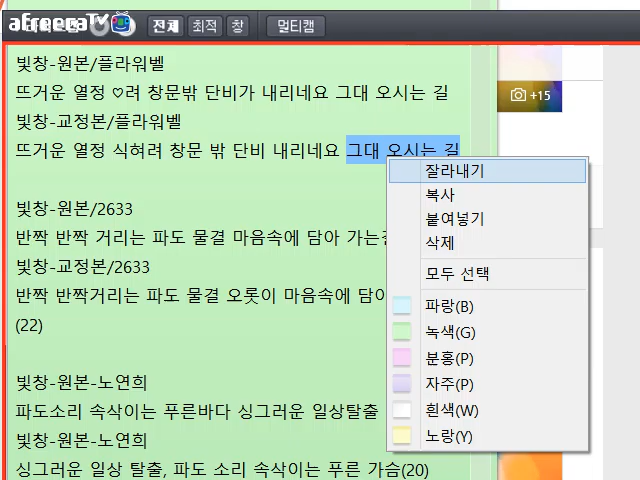 afreecaTV
전체 최적 창 멀티캠
빛창-원본/플라워벨
뜨거운 열정 ♡려 창문밖 단비가 내리네요 그대 오시는 길
빛창-교정본/플라워벨
뜨거운 열정 식혀려 창문 밖 단비 내리네요 그대 오시는 길
+15
잘라내기
복사
붙여넣기
삭제
모두 선택
파랑(B)
녹색(G)
분홍(P)
자주(P)
흰색(W)
노랑(Y)
빛창-원본/2633
반짝 반짝 거리는 파도 물결 마음속에 담아 가는
빛창-교정본/2633
반짝 반짝거리는 파도 물결 오롯이 마음속에 담아
(22)
빛창-원본-노연희
파도소리 속삭이는 푸른바다 싱그러운 일상탈출
빛창-원본-노연희
싱그러운 일상 탈출, 파도 소리 속삭이는 푸른 가슴(20)